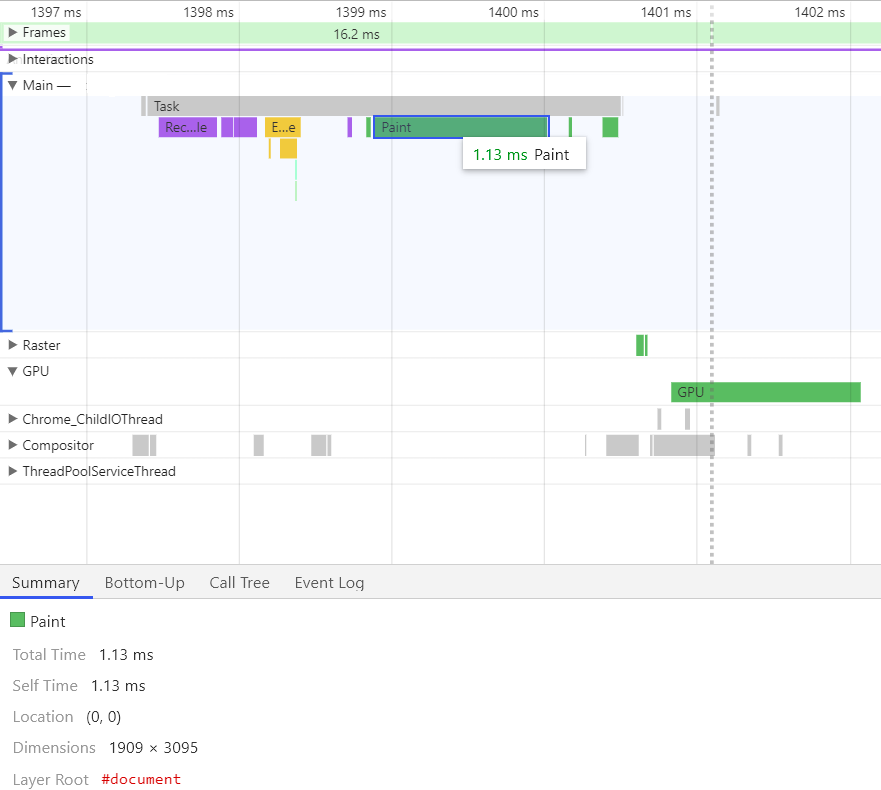 1397 ms 1398 ms 1399 ms 1400 ms 1401 ms 1402 ms
Frames 16.2 ms
Interactions
Main —
Task
Rec...le E...e Paint
1.13 ms Paint
Raster
GPU
GPU
Chrome_ChildIOThread
Compositor
ThreadPoolServiceThread
Summary Bottom-Up Call Tree Event Log
Paint
Total Time 1.13 ms
Self Time 1.13 ms
Location (0, 0)
Dimensions 1909 × 3095
Layer Root #document